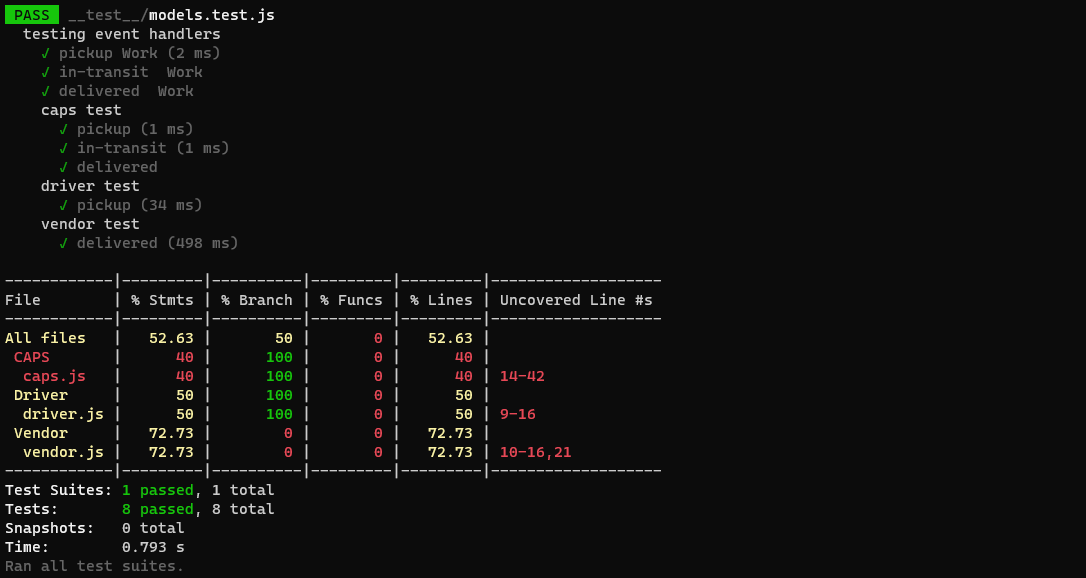 PASS __test__/models.test.js
  testing event handlers
    ✓ pickup Work (2 ms)
    ✓ in-transit  Work
    ✓ delivered  Work
    caps test
      ✓ pickup (1 ms)
      ✓ in-transit (1 ms)
      ✓ delivered
    driver test
      ✓ pickup (34 ms)
    vendor test
      ✓ delivered (498 ms)

------------|---------|----------|---------|---------|-------------------
File        | % Stmts | % Branch | % Funcs | % Lines | Uncovered Line #s
------------|---------|----------|---------|---------|-------------------
All files   |   52.63 |       50 |       0 |   52.63 |
 CAPS       |      40 |      100 |       0 |      40 |
  caps.js   |      40 |      100 |       0 |      40 | 14-42
 Driver     |      50 |      100 |       0 |      50 |
  driver.js |      50 |      100 |       0 |      50 | 9-16
 Vendor     |   72.73 |        0 |       0 |   72.73 |
  vendor.js |   72.73 |        0 |       0 |   72.73 | 10-16,21
------------|---------|----------|---------|---------|-------------------
Test Suites: 1 passed, 1 total
Tests:       8 passed, 8 total
Snapshots:   0 total
Time:        0.793 s
Ran all test suites.